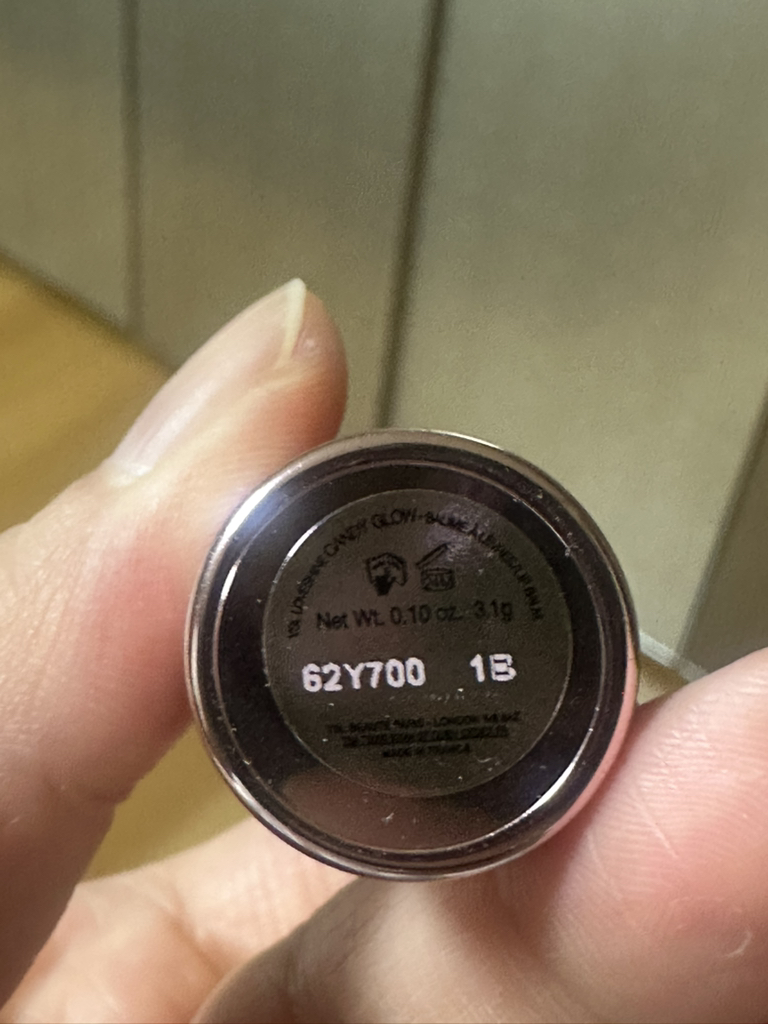 YSL LOVESHINE CANDY GLOW - BAUME À LÈVRES/LIP BALM
Net Wt. 0.10 oz. 3.1g
62Y700 1B
YSL BEAUTÉ PARIS - LONDON
MADE IN FRANCE